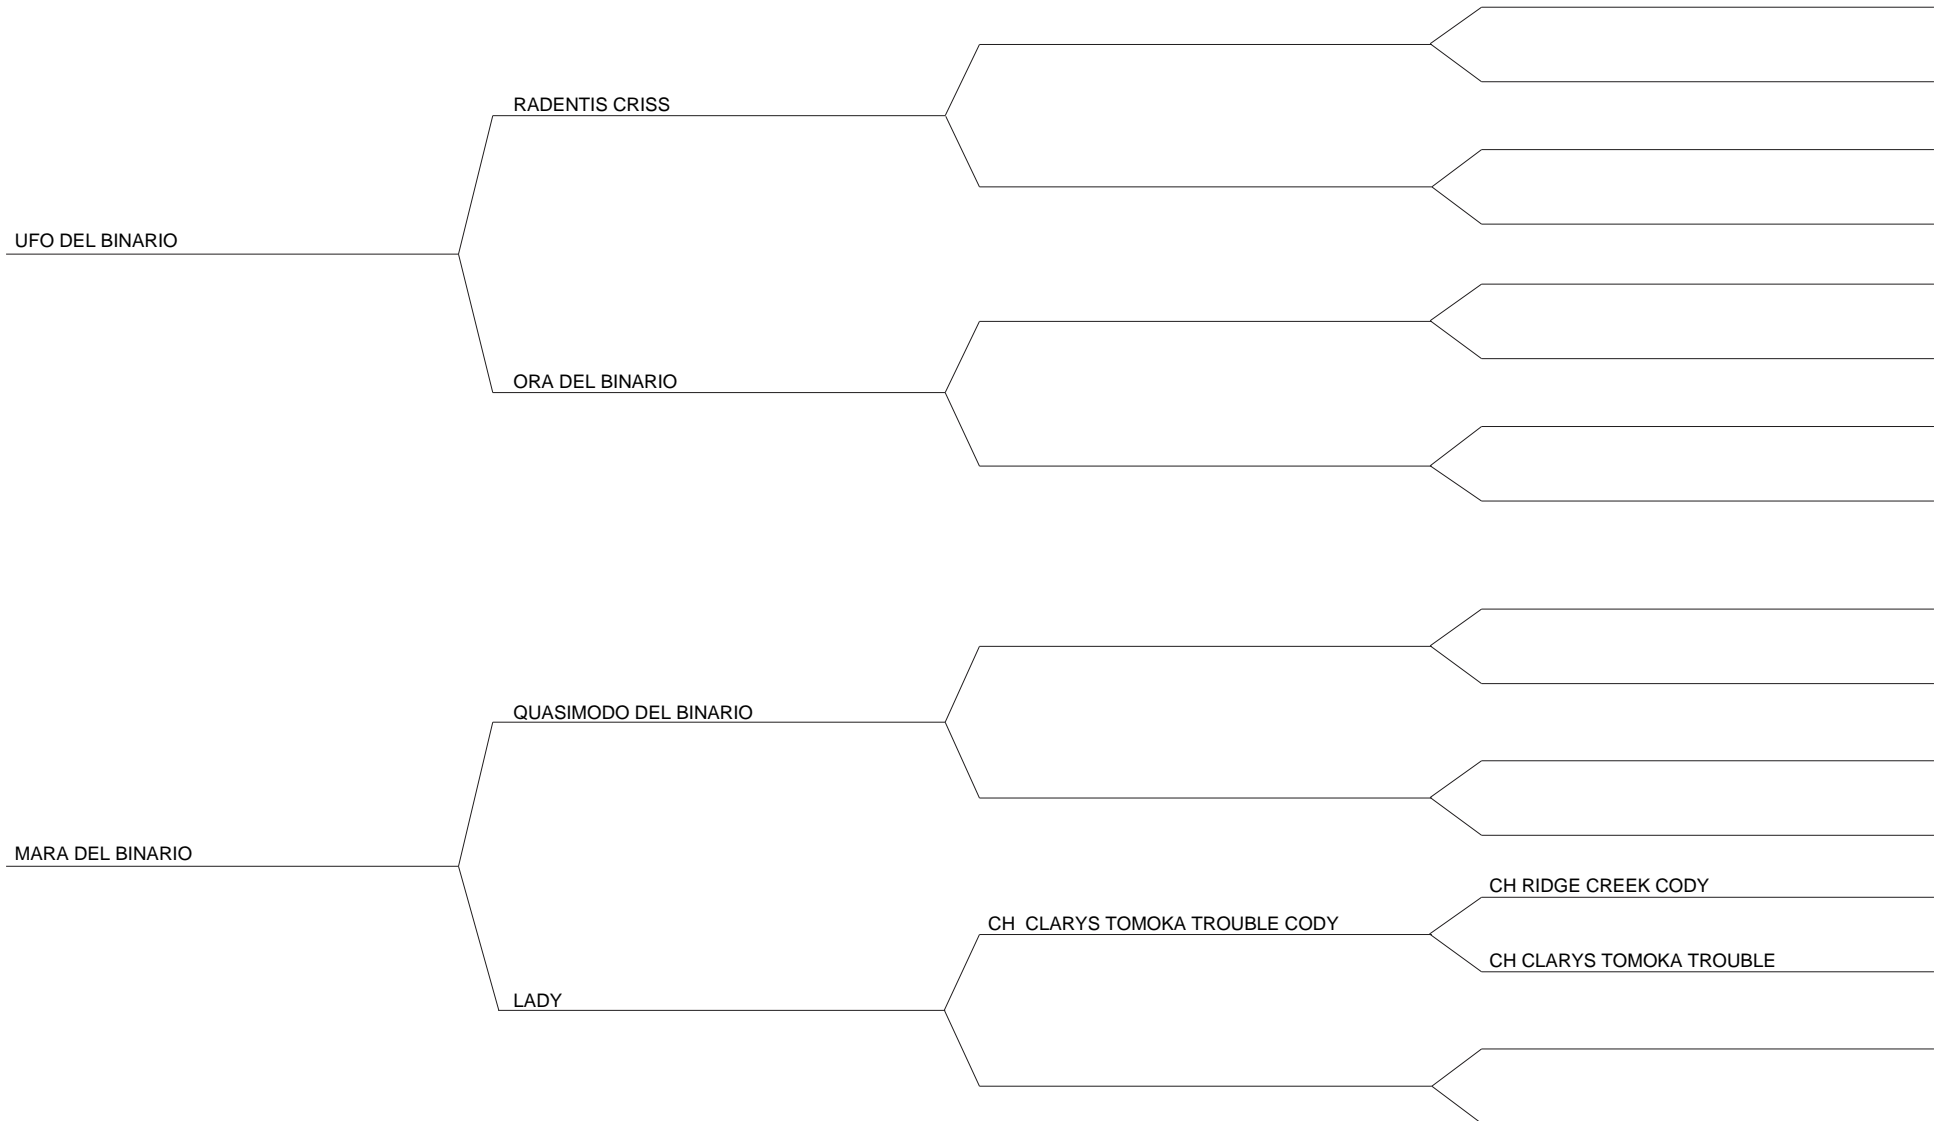 RADENTIS CRISS
UFO DEL BINARIO
ORA DEL BINARIO
QUASIMODO DEL BINARIO
MARA DEL BINARIO
CH RIDGE CREEK CODY
CH  CLARYS TOMOKA TROUBLE CODY
CH CLARYS TOMOKA TROUBLE
LADY